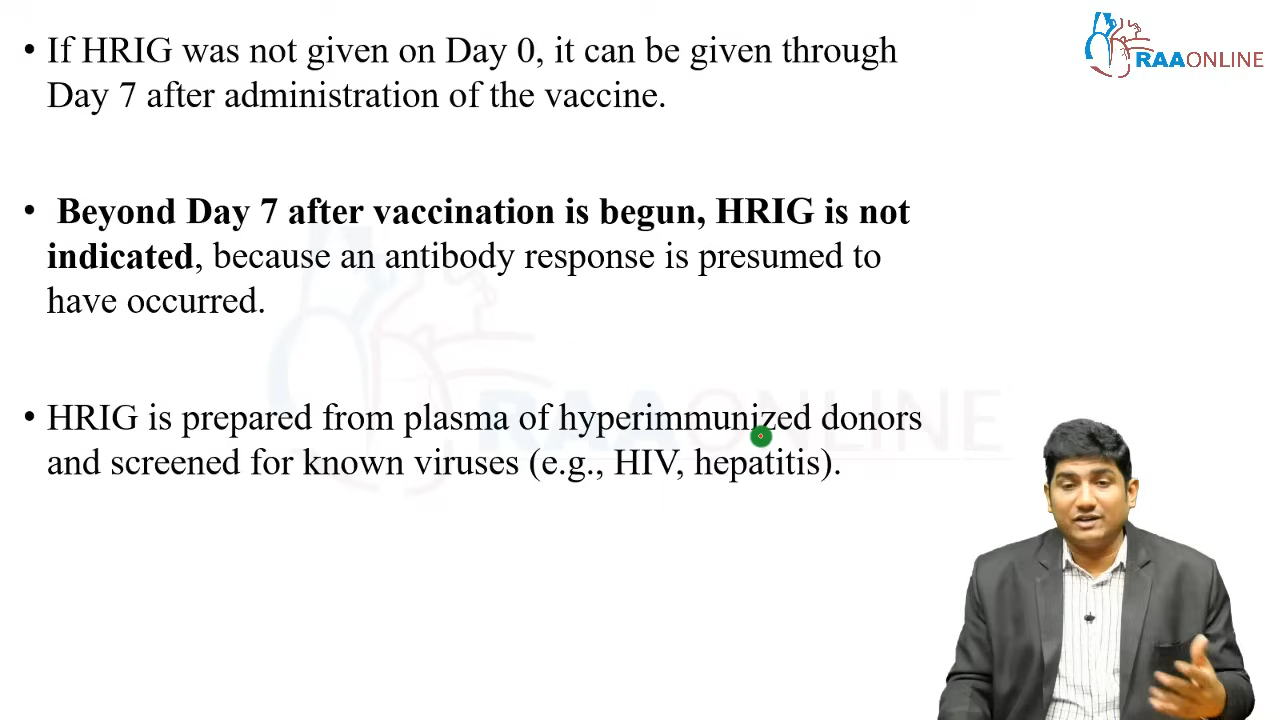 • If HRIG was not given on Day 0, it can be given through
Day 7 after administration of the vaccine.
• Beyond Day 7 after vaccination is begun, HRIG is not
indicated, because an antibody response is presumed to
have occurred.
• HRIG is prepared from plasma of hyperimmunized donors
and screened for known viruses (e.g., HIV, hepatitis).
RAAONLINE
RAAONLINE